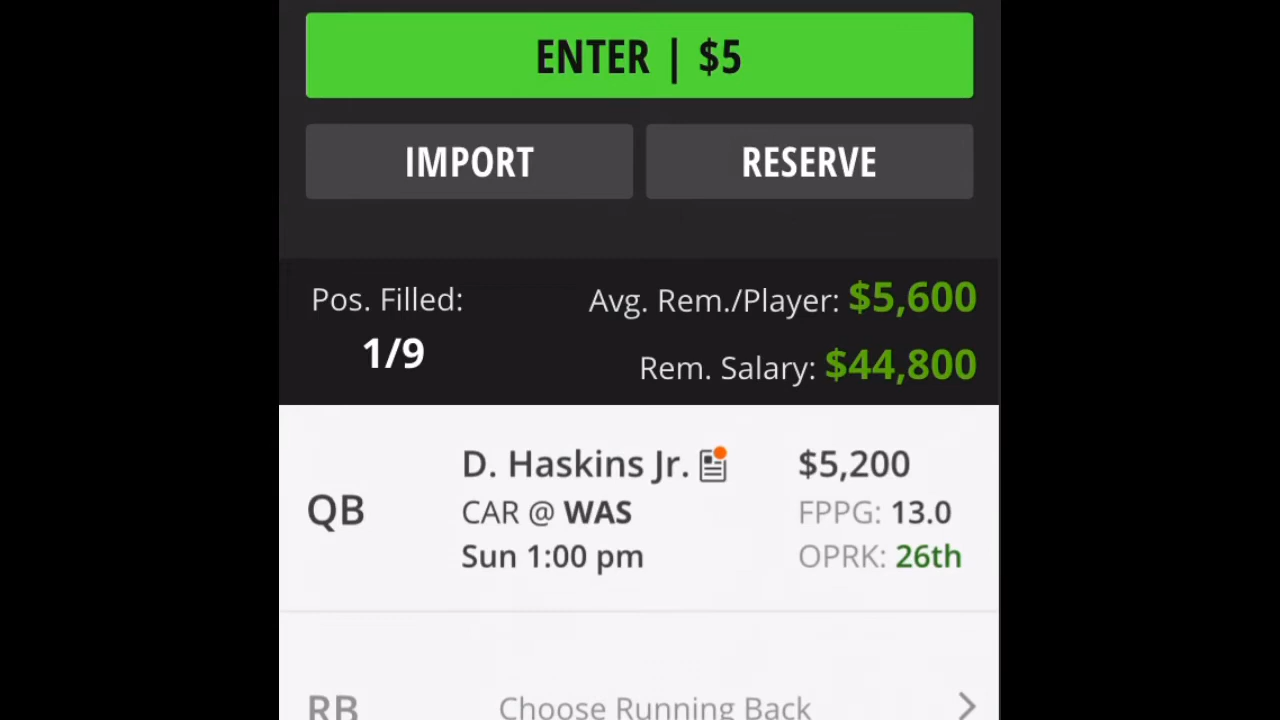 ENTER | $5
IMPORT RESERVE
Pos. Filled: Avg. Rem./Player: $5,600
1/9 Rem. Salary: $44,800
D. Haskins Jr. $5,200
QB CAR @ WAS FPPG: 13.0
Sun 1:00 pm OPRK: 26th
RB Choose Running Back